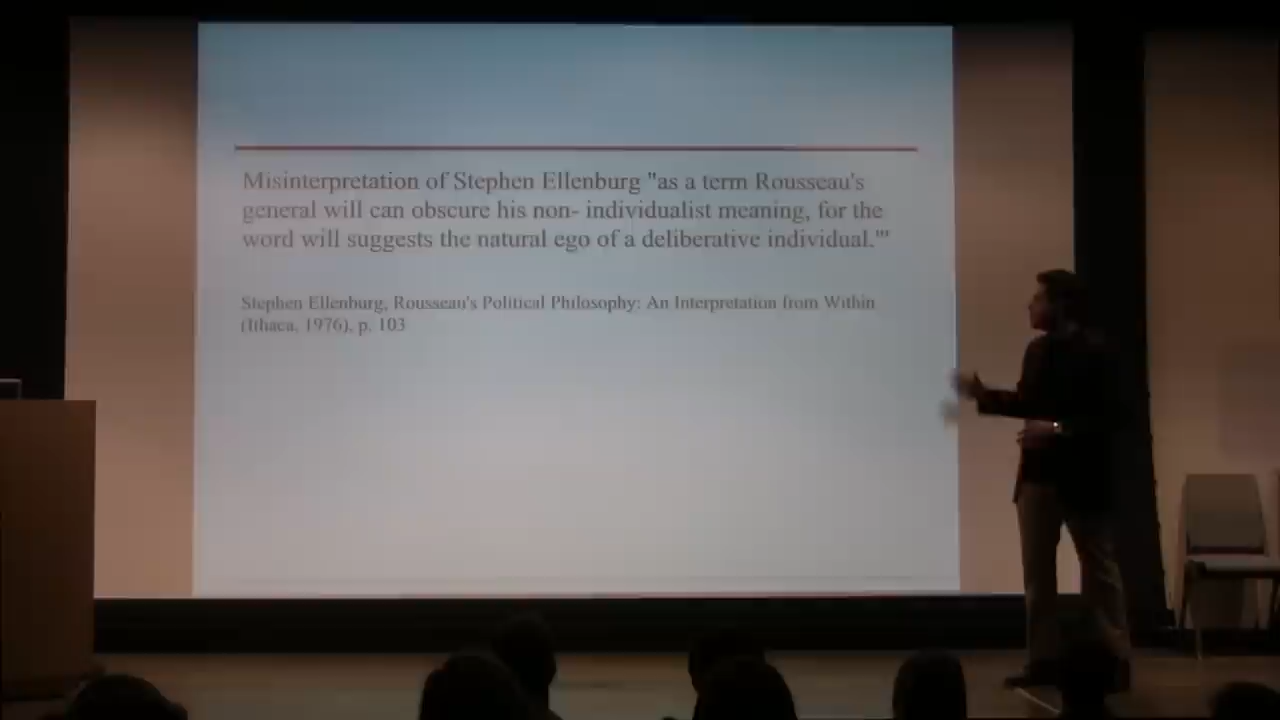 Misinterpretation of Stephen Ellenburg "as a term Rousseau's
general will can obscure his non- individualist meaning, for the
word will suggests the natural ego of a deliberative individual.'"
Stephen Ellenburg, Rousseau's Political Philosophy: An Interpretation from Within
(Ithaca, 1976), p. 103